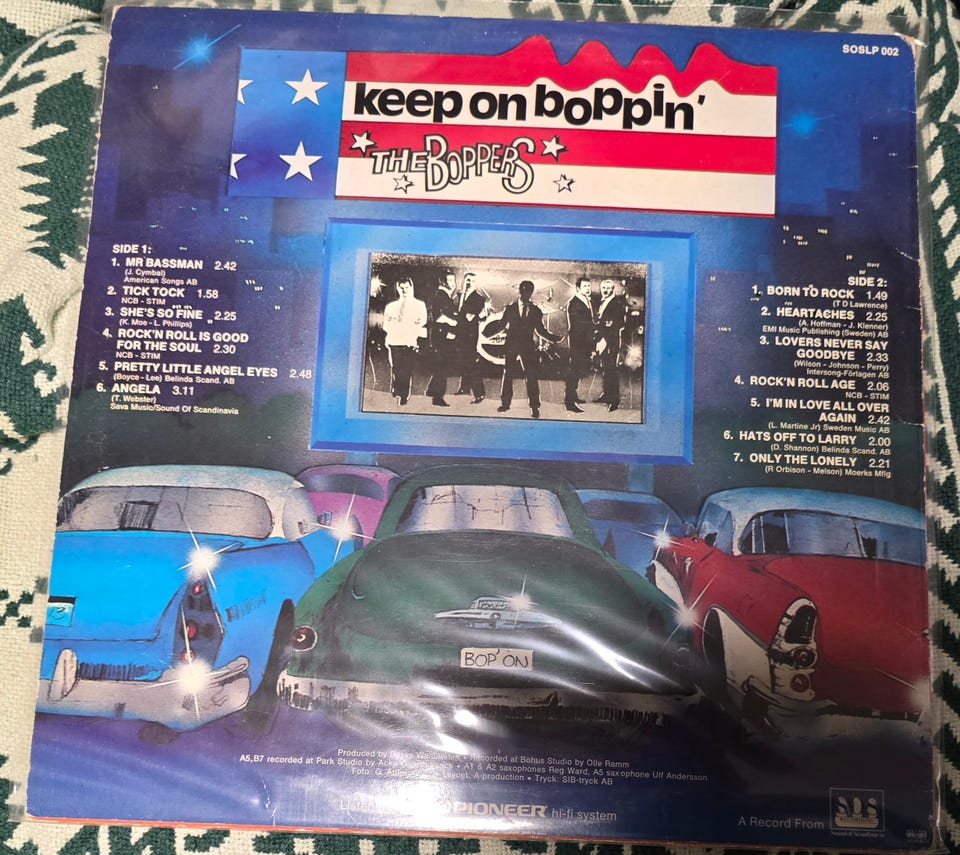 SOSLP 002
keep on boppin'
THE BOPPERS
SIDE 1:
1. MR BASSMAN 2.42
(J. Cymbal)
American Songs AB
2. TICK TOCK 1.58
NCB - STIM
3. SHE'S SO FINE 2.25
(K. Moe - L. Phillips)
4. ROCK'N ROLL IS GOOD
FOR THE SOUL 2.30
NCB - STIM
5. PRETTY LITTLE ANGEL EYES 2.48
(Boyce - Lee) Belinda Scand. AB
6. ANGELA 3.11
(T. Webster)
Sava Music/Sound Of Scandinavia
SIDE 2:
1. BORN TO ROCK 1.49
(T D Lawrence)
2. HEARTACHES 2.25
(A. Hoffman - J. Klenner)
EMI Music Publishing (Sweden) AB
3. LOVERS NEVER SAY
GOODBYE 2.33
(Wilson - Johnson - Perry)
Intersong-Förlagen AB
4. ROCK'N ROLL AGE 2.06
NCB - STIM
5. I'M IN LOVE ALL OVER
AGAIN 2.42
(L. Martine Jr) Sweden Music AB
6. HATS OFF TO LARRY 2.00
(D. Shannon) Belinda Scand. AB
7. ONLY THE LONELY 2.21
(R Orbison - Melson) Moerks Mflg
BOP ON
Produced by • Recorded at Bohus Studio by Olle Ramm
A5,B7 recorded at Park Studio by • A1 & A2 saxophones Reg Ward, A5 saxophone Ulf Andersson
Foto: G. Layout: A-production • Tryck: SIB-tryck AB
PIONEER hi-fi system
A Record From SOS
Sound of Scandinavia